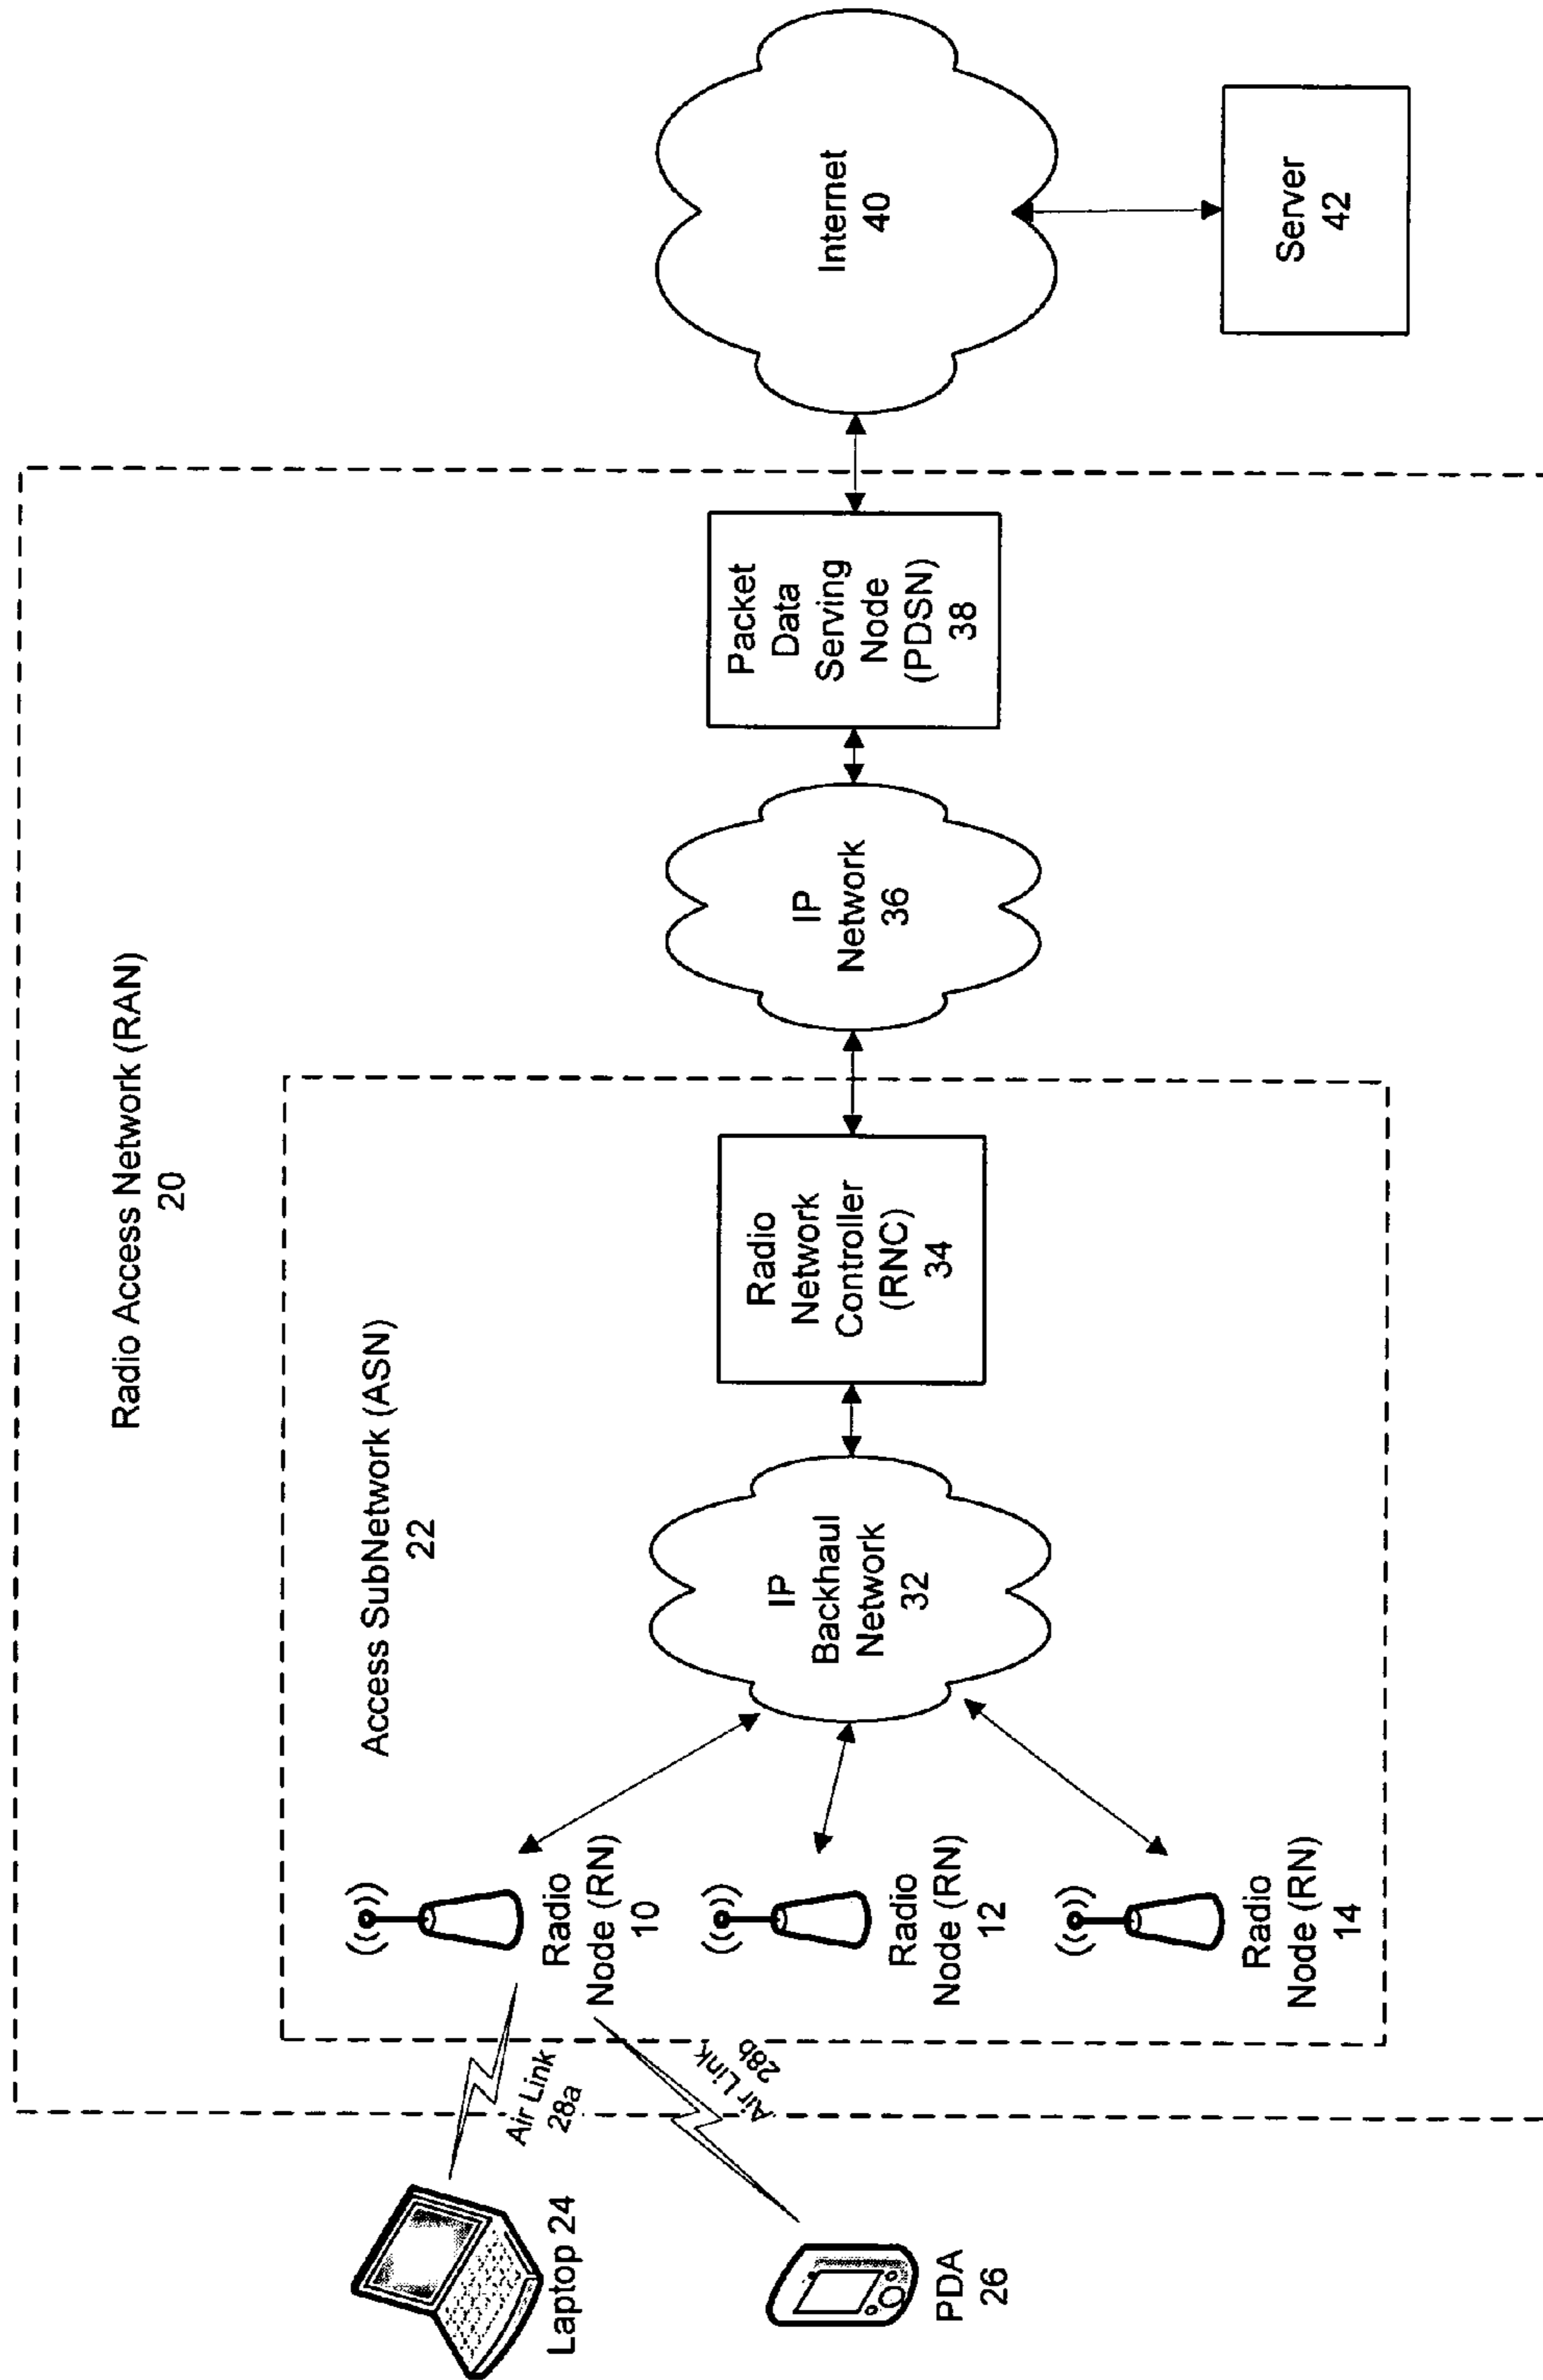 Radio Access Network (RAN)
20
Access SubNetwork (ASN)
22
Laptop 24
Air Link
28a
PDA
26
Air Link
28b
Radio
Node (RN)
10
Radio
Node (RN)
12
Radio
Node (RN)
14
IP
Backhaul
Network
32
Radio
Network
Controller
(RNC)
34
IP
Network
36
Packet
Data
Serving
Node
(PDSN)
38
Internet
40
Server
42